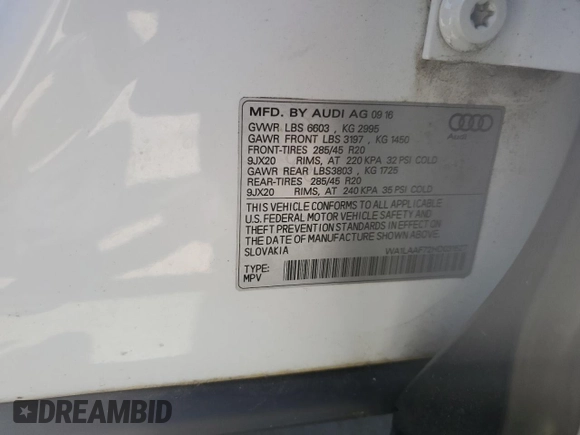 MFD. BY AUDI AG 09 16
GVWR LBS 6603 , KG 2995
GAWR FRONT LBS 3197 , KG 1450
FRONT-TIRES 285/45 R20
9JX20 RIMS, AT 220 KPA 32 PSI COLD
GAWR REAR LBS3803 , KG 1725
REAR-TIRES 285/45 R20
9JX20 RIMS, AT 240 KPA 35 PSI COLD
Audi
THIS VEHICLE CONFORMS TO ALL APPLICABLE
U.S. FEDERAL MOTOR VEHICLE SAFETY AND
THEFT PREVENTION STANDARDS IN EFFECT ON
THE DATE OF MANUFACTURE SHOWN ABOVE.
SLOVAKIA
TYPE:
MPV
DREAMBID